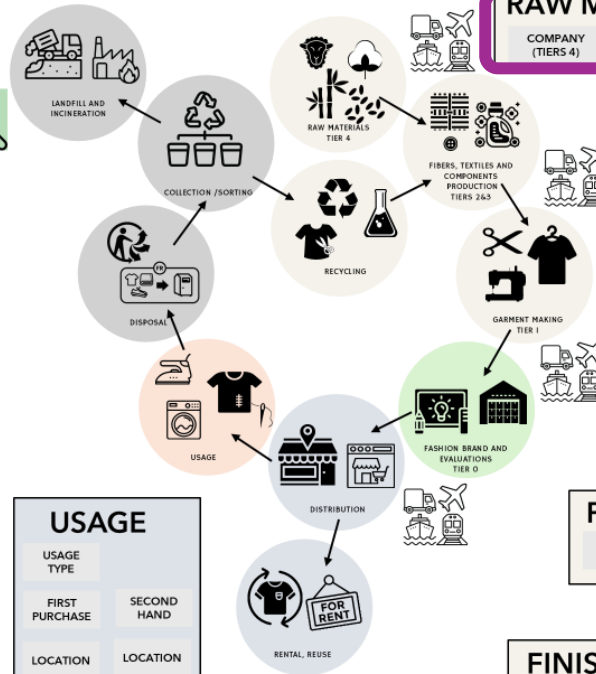 RAW M
COMPANY
(TIERS 4)
LANDFILL AND
INCINERATION
RAW MATERIALS
TIER 4
COLLECTION /SORTING
FIBERS, TEXTILES AND
COMPONENTS
PRODUCTION
TIERS 2&3
RECYCLING
FR
DISPOSAL
GARMENT MAKING
TIER 1
USAGE
FASHION BRAND AND
EVALUATIONS
TIER 0
DISTRIBUTION
FOR
RENT
RENTAL, REUSE
USAGE
USAGE
TYPE
FIRST
PURCHASE
SECOND
HAND
LOCATION
LOCATION
F
FINIS